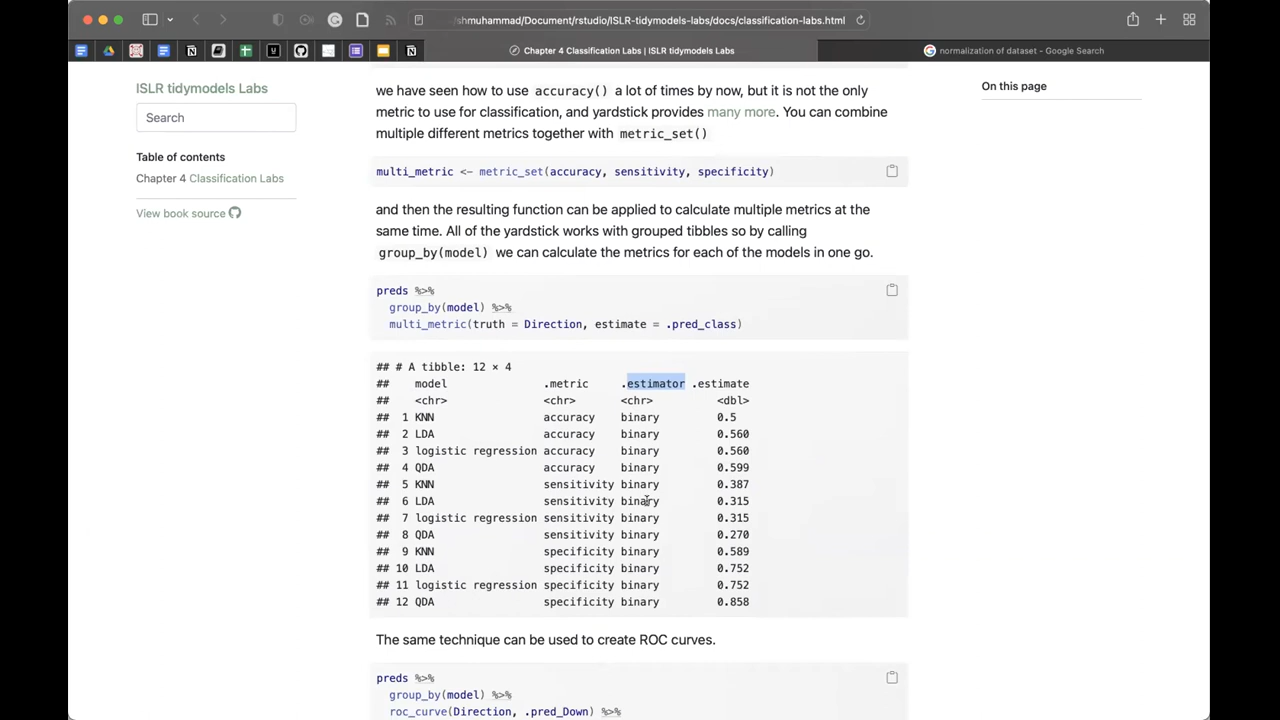 shmuhammad/Document/rstudio/ISLR-tidymodels-labs/docs/classification-labs.html
Chapter 4 Classification Labs | ISLR tidymodels Labs
normalization of dataset - Google Search
ISLR tidymodels Labs
Search
Table of contents
Chapter 4 Classification Labs
View book source
we have seen how to use accuracy() a lot of times by now, but it is not the only
metric to use for classification, and yardstick provides many more. You can combine
multiple different metrics together with metric_set()
multi_metric <- metric_set(accuracy, sensitivity, specificity)
and then the resulting function can be applied to calculate multiple metrics at the
same time. All of the yardstick works with grouped tibbles so by calling
group_by(model) we can calculate the metrics for each of the models in one go.
preds %>%
group_by(model) %>%
multi_metric(truth = Direction, estimate = .pred_class)
## # A tibble: 12 × 4
## model .metric .estimator .estimate
## <chr> <chr> <chr> <dbl>
## 1 KNN accuracy binary 0.5
## 2 LDA accuracy binary 0.560
## 3 logistic regression accuracy binary 0.560
## 4 QDA accuracy binary 0.599
## 5 KNN sensitivity binary 0.387
## 6 LDA sensitivity binary 0.315
## 7 logistic regression sensitivity binary 0.315
## 8 QDA sensitivity binary 0.270
## 9 KNN specificity binary 0.589
## 10 LDA specificity binary 0.752
## 11 logistic regression specificity binary 0.752
## 12 QDA specificity binary 0.858
The same technique can be used to create ROC curves.
preds %>%
group_by(model) %>%
roc_curve(Direction, .pred_Down) %>%
On this page